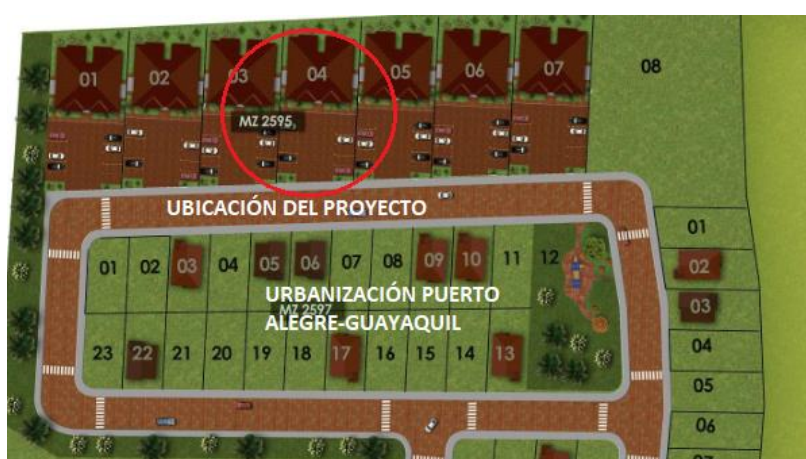 01 02 03 04 05 06 07 08
MZ 2595
UBICACIÓN DEL PROYECTO
01
01 02 03 04 05 06 07 08 09 10 11 12
02
URBANIZACIÓN PUERTO
MZ 2597
03
ALEGRE-GUAYAQUIL
23 22 21 20 19 18 17 16 15 14 13
04
05
06